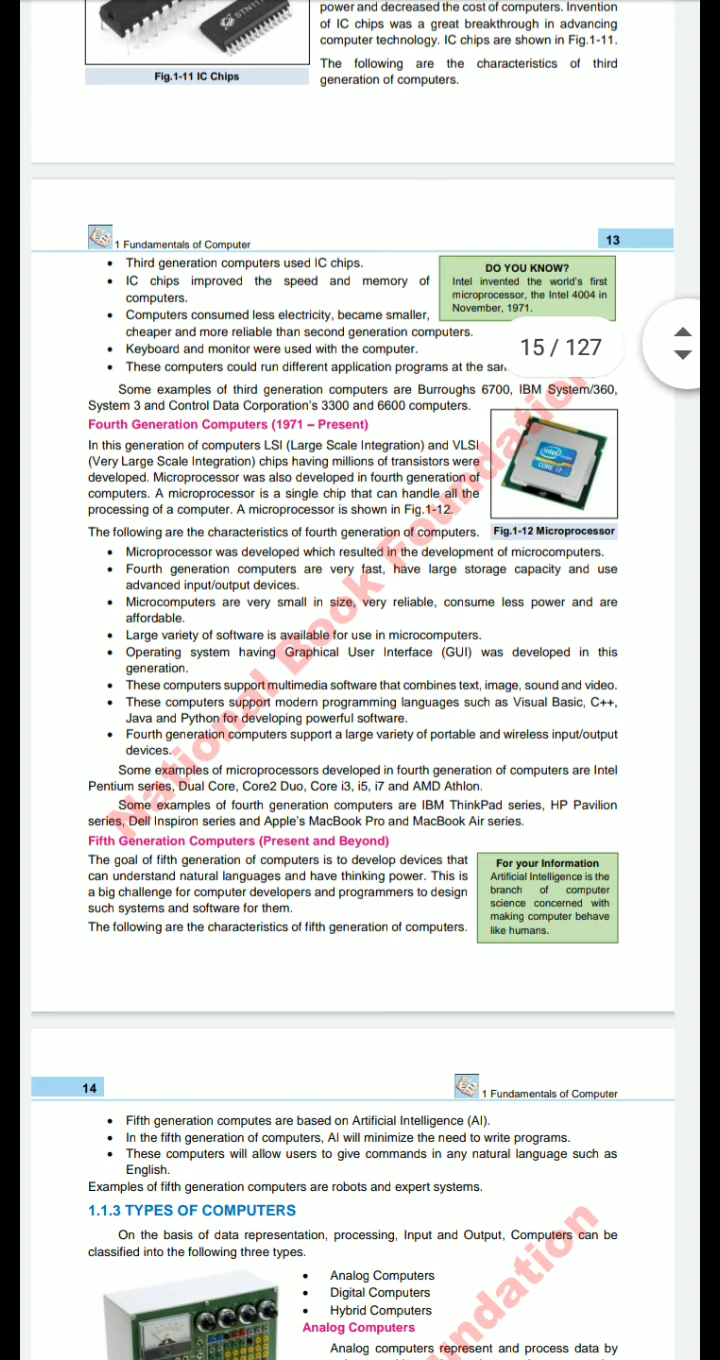 power and decreased the cost of computers. Invention
of IC chips was a great breakthrough in advancing
computer technology. IC chips are shown in Fig.1-11.
Fig.1-11 IC Chips
The following are the characteristics of third
generation of computers.
1 Fundamentals of Computer
13
• Third generation computers used IC chips.
• IC chips improved the speed and memory of
computers.
• Computers consumed less electricity, became smaller,
cheaper and more reliable than second generation computers.
• Keyboard and monitor were used with the computer.
• These computers could run different application programs at the
DO YOU KNOW?
Intel invented the world's first
microprocessor, the Intel 4004 in
November, 1971.
15 / 127
Some examples of third generation computers are Burroughs 6700, IBM System/360,
System 3 and Control Data Corporation's 3300 and 6600 computers.
Fourth Generation Computers (1971 – Present)
In this generation of computers LSI (Large Scale Integration) and VLSI
(Very Large Scale Integration) chips having millions of transistors were
developed. Microprocessor was also developed in fourth generation of
computers. A microprocessor is a single chip that can handle all the
processing of a computer. A microprocessor is shown in Fig.1-12.
intel
CORE i7
Fig.1-12 Microprocessor
The following are the characteristics of fourth generation of computers.
• Microprocessor was developed which resulted in the development of microcomputers.
• Fourth generation computers are very fast, have large storage capacity and use
advanced input/output devices.
• Microcomputers are very small in size, very reliable, consume less power and are
affordable.
• Large variety of software is available for use in microcomputers.
• Operating system having Graphical User Interface (GUI) was developed in this
generation.
• These computers support multimedia software that combines text, image, sound and video.
• These computers support modern programming languages such as Visual Basic, C++,
Java and Python for developing powerful software.
• Fourth generation computers support a large variety of portable and wireless input/output
devices.
Some examples of microprocessors developed in fourth generation of computers are Intel
Pentium series, Dual Core, Core2 Duo, Core i3, i5, i7 and AMD Athlon.
Some examples of fourth generation computers are IBM ThinkPad series, HP Pavilion
series, Dell Inspiron series and Apple's MacBook Pro and MacBook Air series.
National Book Foundation
Fifth Generation Computers (Present and Beyond)
The goal of fifth generation of computers is to develop devices that
can understand natural languages and have thinking power. This is
a big challenge for computer developers and programmers to design
such systems and software for them.
The following are the characteristics of fifth generation of computers.
For your Information
Artificial Intelligence is the
branch of computer
science concerned with
making computer behave
like humans.
14
1 Fundamentals of Computer
• Fifth generation computes are based on Artificial Intelligence (AI).
• In the fifth generation of computers, AI will minimize the need to write programs.
• These computers will allow users to give commands in any natural language such as
English.
Examples of fifth generation computers are robots and expert systems.
1.1.3 TYPES OF COMPUTERS
On the basis of data representation, processing, Input and Output, Computers can be
classified into the following three types.
• Analog Computers
• Digital Computers
• Hybrid Computers
Analog Computers
Analog computers represent and process data by